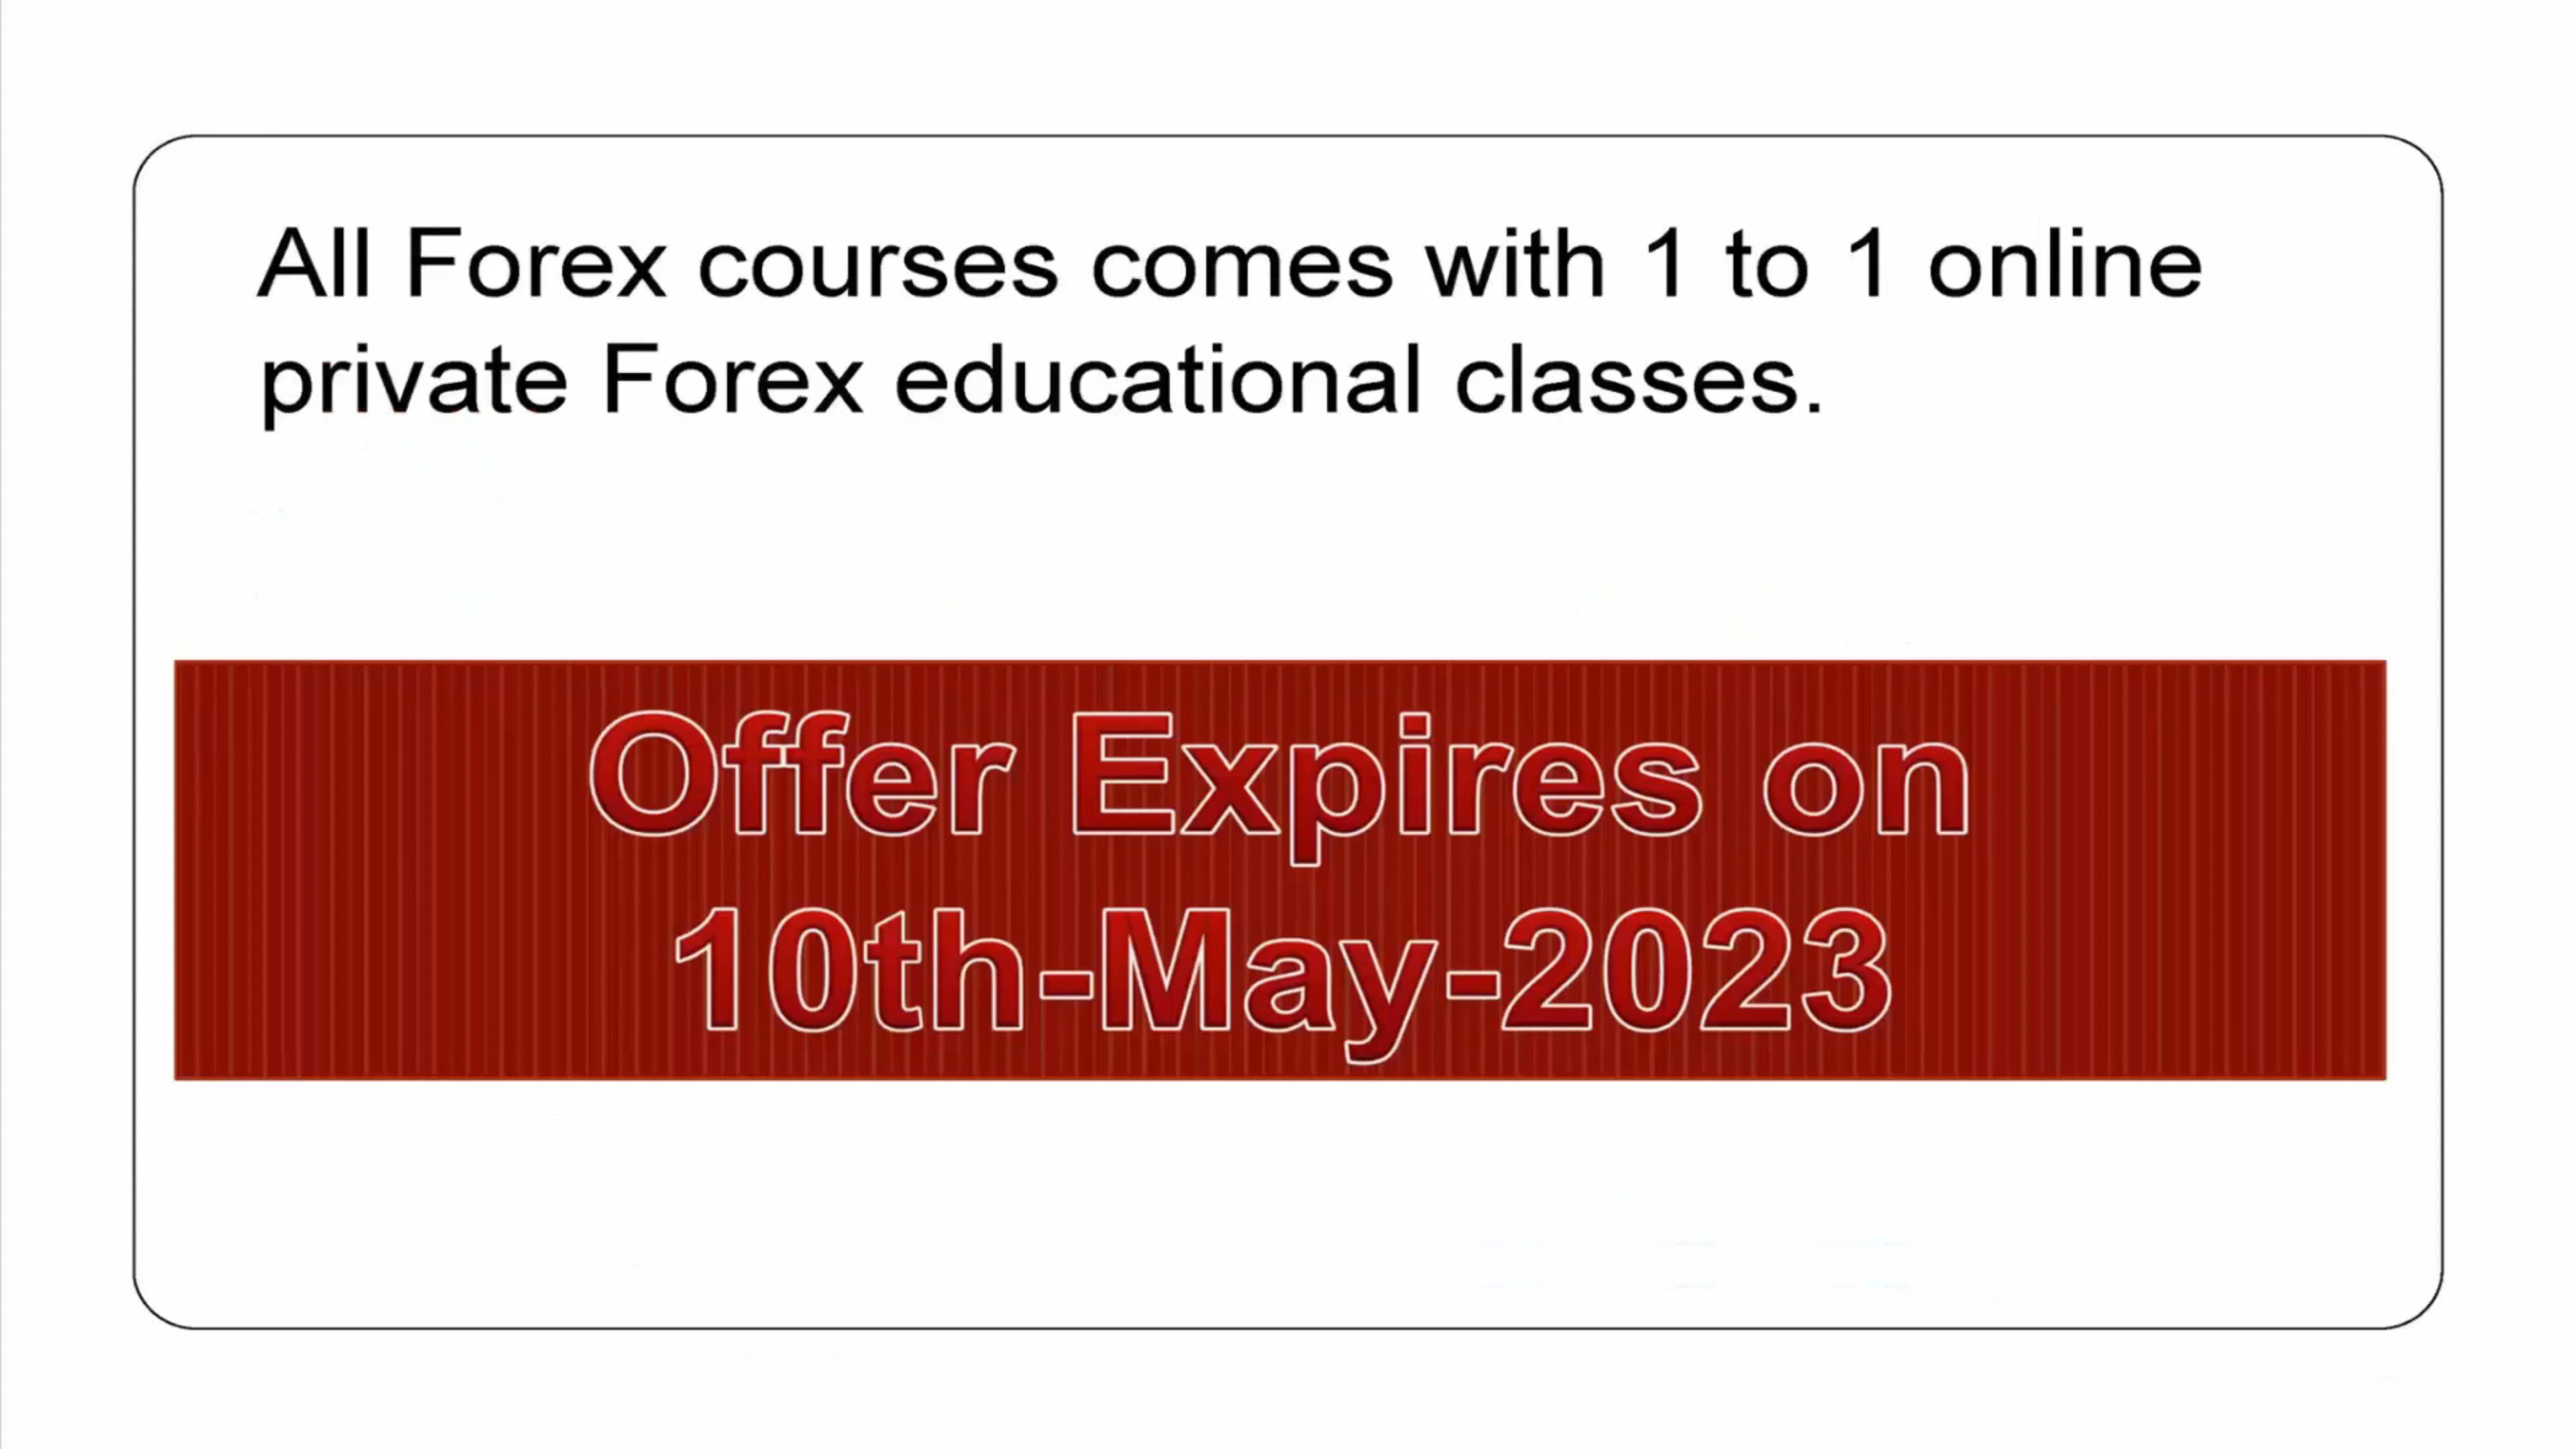 All Forex courses comes with 1 to 1 online
private Forex educational classes.
Offer Expires on
10th-May-2023